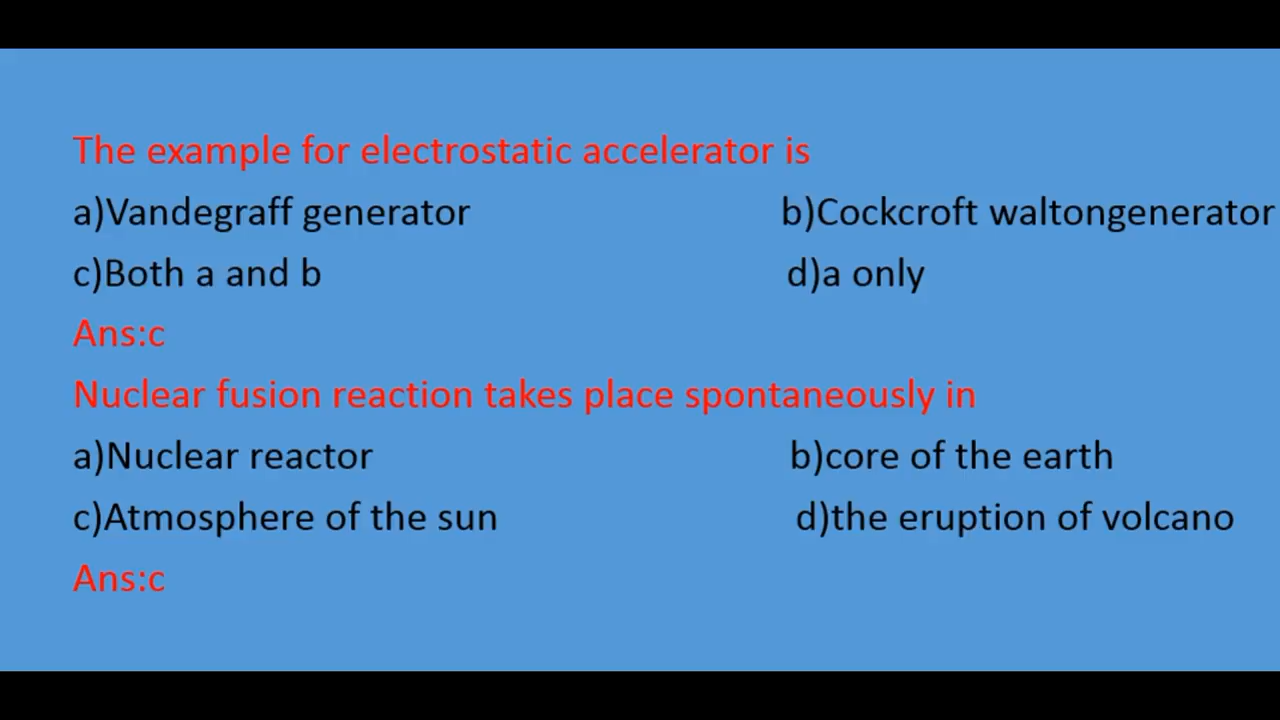 The example for electrostatic accelerator is
a)Vandegraff generator b)Cockcroft waltongenerator
c)Both a and b d)a only
Ans:c
Nuclear fusion reaction takes place spontaneously in
a)Nuclear reactor b)core of the earth
c)Atmosphere of the sun d)the eruption of volcano
Ans:c